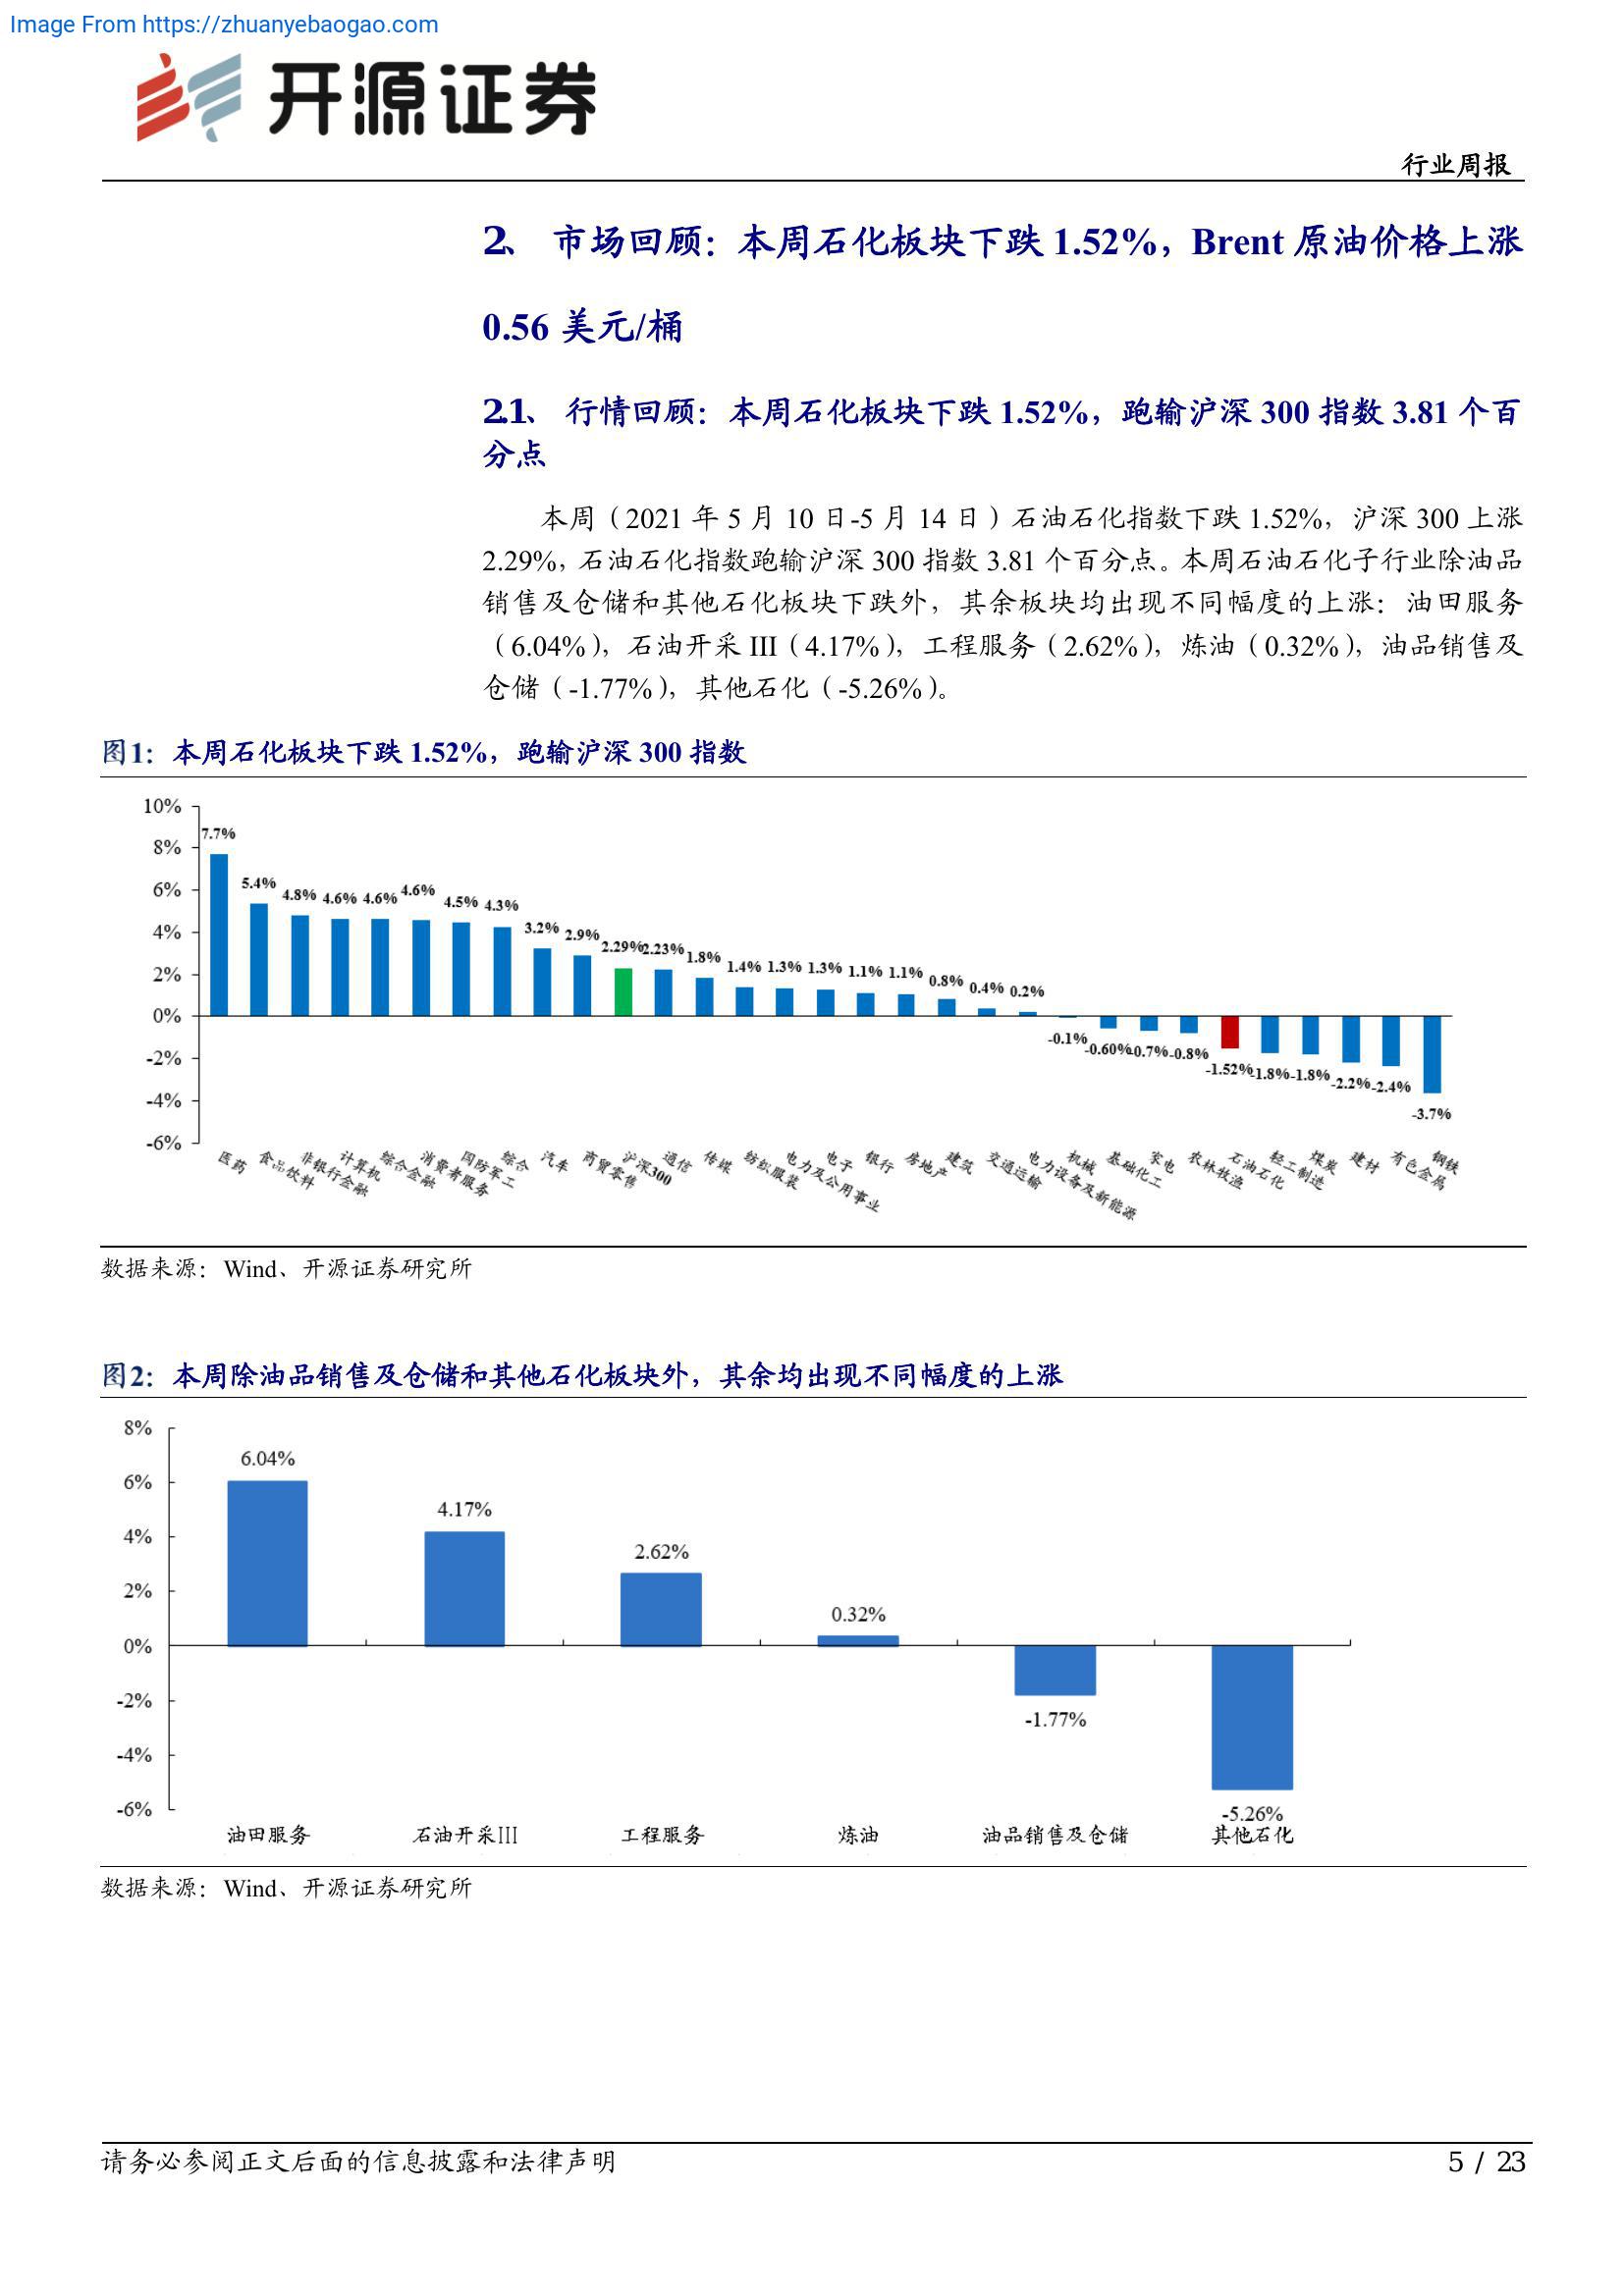 Image From https://zhuanyebaogao.com
开源证券
行业周报
2、 市场回顾：本周石化板块下跌 1.52%，Brent 原油价格上涨
0.56 美元/桶
2.1、 行情回顾：本周石化板块下跌 1.52%，跑输沪深 300 指数 3.81 个百
分点
本周（2021 年 5 月 10 日-5 月 14 日）石油石化指数下跌 1.52%，沪深 300 上涨
2.29%，石油石化指数跑输沪深 300 指数 3.81 个百分点。本周石油石化子行业除油品
销售及仓储和其他石化板块下跌外，其余板块均出现不同幅度的上涨：油田服务
（6.04%），石油开采 III（4.17%），工程服务（2.62%），炼油（0.32%），油品销售及
仓储（-1.77%），其他石化（-5.26%）。
图1：本周石化板块下跌 1.52%，跑输沪深 300 指数
10%
8%
6%
4%
2%
0%
-2%
-4%
-6%
7.7% 5.4% 4.8% 4.6% 4.6% 4.6% 4.5% 4.3% 3.2% 2.9% 2.29% 2.23% 1.8% 1.4% 1.3% 1.3% 1.1% 1.1% 0.8% 0.4% 0.2% -0.1% -0.60% -0.7% -0.8% -1.52% -1.8% -1.8% -2.2% -2.4% -3.7%
医药 食品饮料 非银行金融 计算机 综合金融 消费者服务 国防军工 综合 汽车 商贸零售 沪深300 通信 传媒 纺织服装 电力及公用事业 电子 银行 房地产 建筑 交通运输 电力设备及新能源 机械 基础化工 家电 农林牧渔 石油石化 轻工制造 煤炭 建材 有色金属 钢铁
数据来源：Wind、开源证券研究所
图2：本周除油品销售及仓储和其他石化板块外，其余均出现不同幅度的上涨
8%
6%
4%
2%
0%
-2%
-4%
-6%
6.04% 4.17% 2.62% 0.32% -1.77% -5.26%
油田服务 石油开采III 工程服务 炼油 油品销售及仓储 其他石化
数据来源：Wind、开源证券研究所
请务必参阅正文后面的信息披露和法律声明
5 / 23